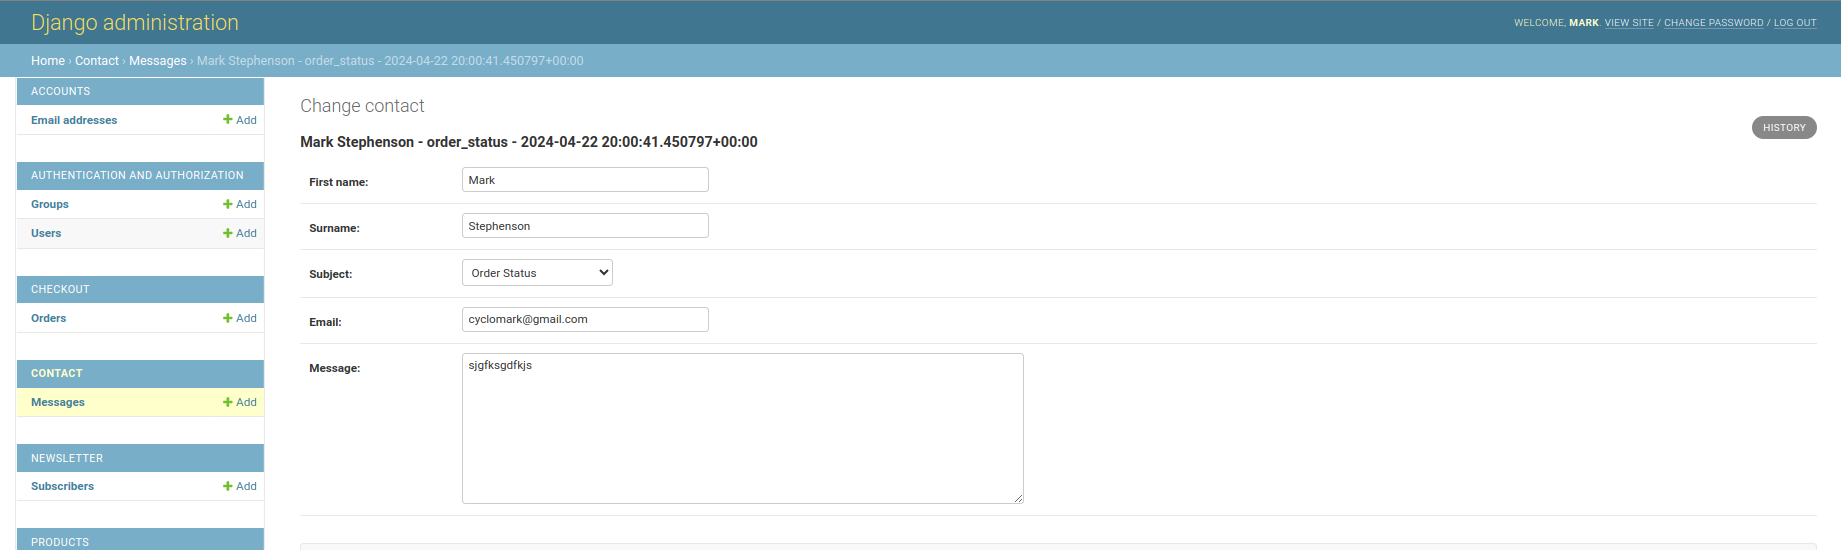 Django administration
WELCOME, MARK. VIEW SITE / CHANGE PASSWORD / LOG OUT
Home › Contact › Messages › Mark Stephenson - order_status - 2024-04-22 20:00:41.450797+00:00
ACCOUNTS
Email addresses + Add
AUTHENTICATION AND AUTHORIZATION
Groups + Add
Users + Add
CHECKOUT
Orders + Add
CONTACT
Messages + Add
NEWSLETTER
Subscribers + Add
PRODUCTS
Change contact
Mark Stephenson - order_status - 2024-04-22 20:00:41.450797+00:00
HISTORY
First name: Mark
Surname: Stephenson
Subject: Order Status
Email: cyclomark@gmail.com
Message: sjgfksgdfkjs